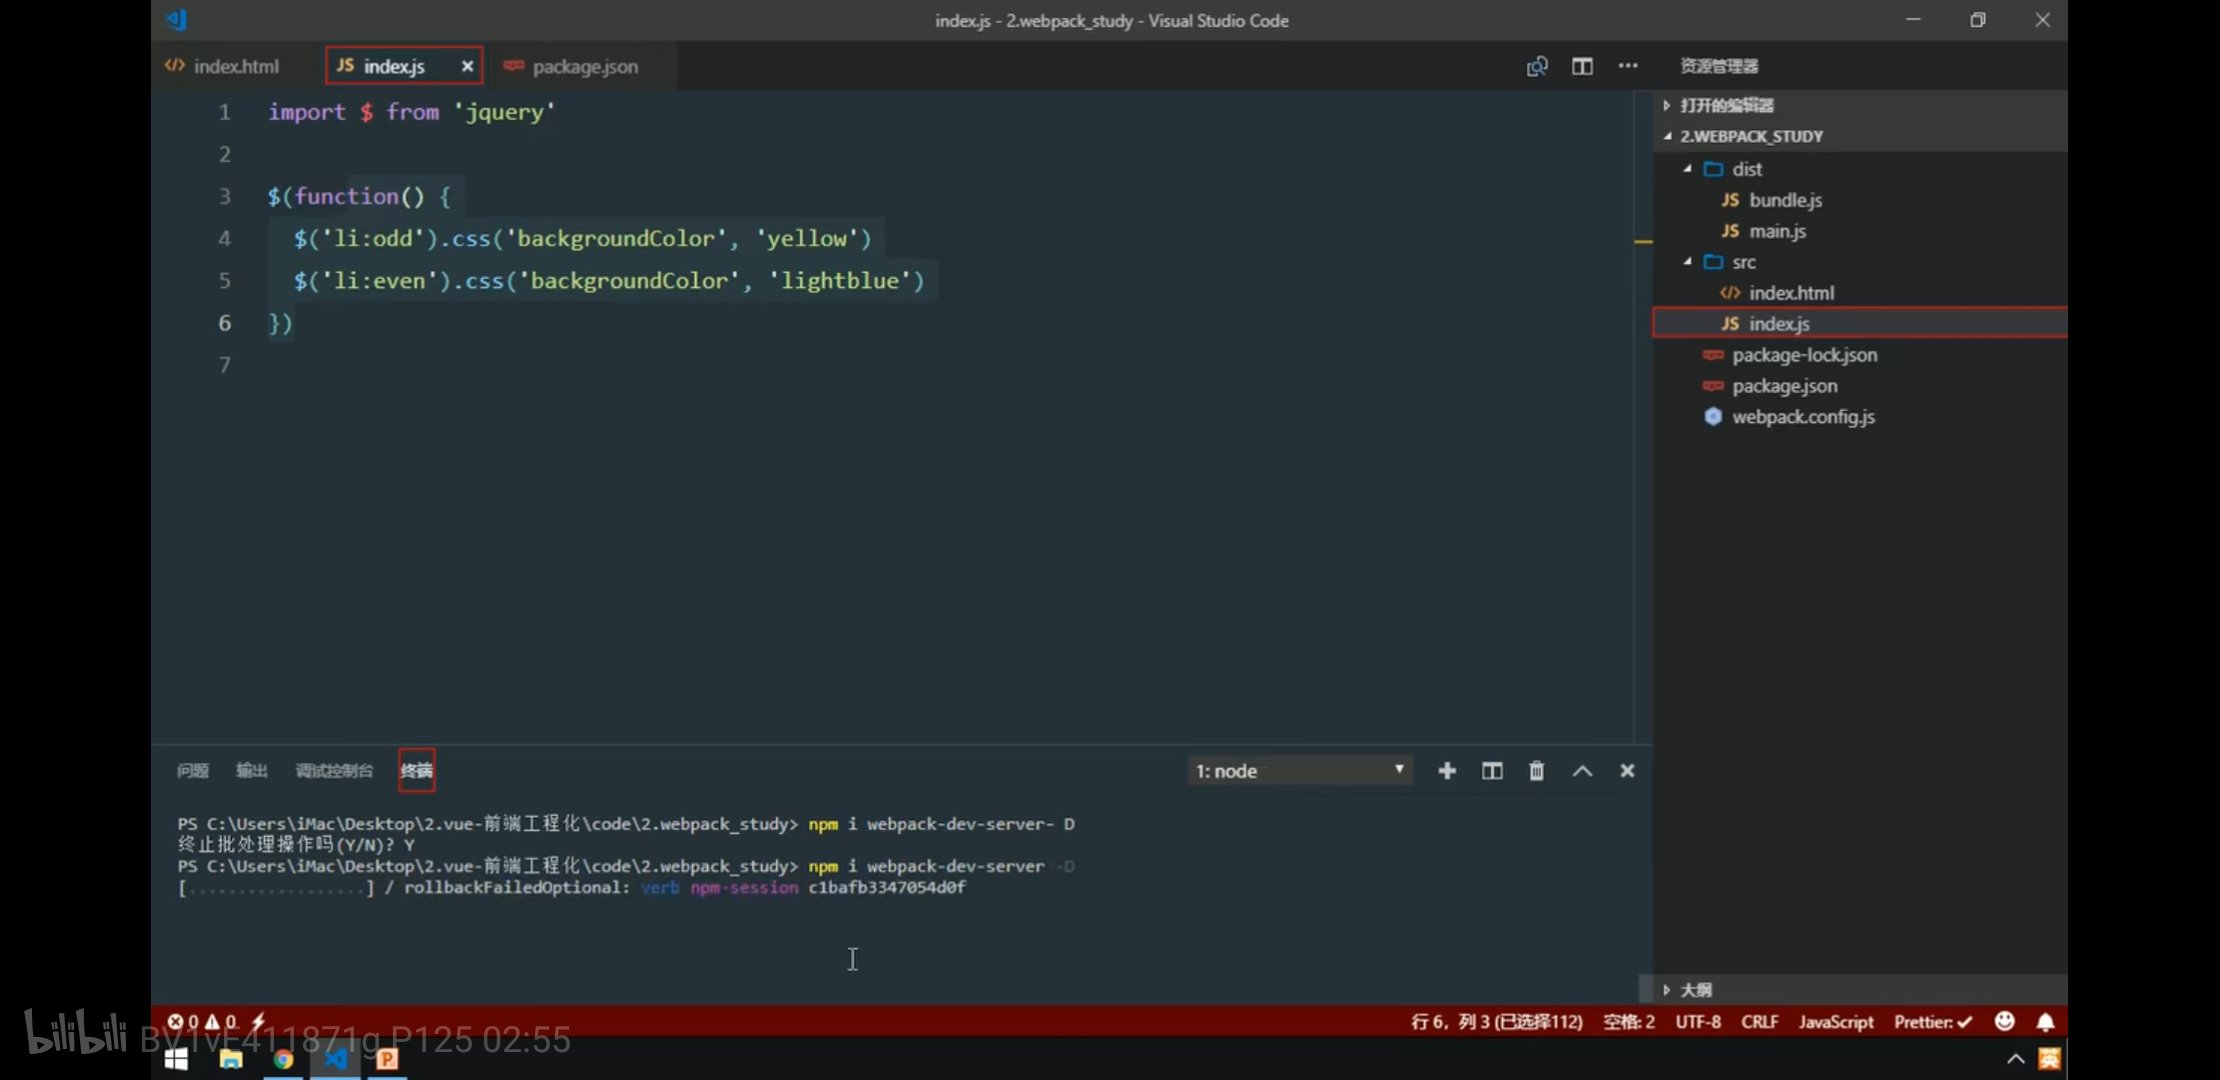 index.js - 2.webpack_study - Visual Studio Code
index.html
JS index.js
package.json
资源管理器
1 import $ from 'jquery'
2
3 $(function() {
4 $('li:odd').css('backgroundColor', 'yellow')
5 $('li:even').css('backgroundColor', 'lightblue')
6 })
7
打开的编辑器
2.WEBPACK_STUDY
dist
JS bundle.js
JS main.js
src
index.html
JS index.js
package-lock.json
package.json
webpack.config.js
大纲
问题 输出 调试控制台 终端
1: node
PS C:\Users\iMac\Desktop\2.vue-前端工程化\code\2.webpack_study> npm i webpack-dev-server- D
终止批处理操作吗(Y/N)? Y
PS C:\Users\iMac\Desktop\2.vue-前端工程化\code\2.webpack_study> npm i webpack-dev-server -D
[..................] / rollbackFailedOptional: verb npm-session c1bafb3347054d0f
0 0
行 6，列 3 (已选择112) 空格: 2 UTF-8 CRLF JavaScript Prettier: ✓
bilibili BV1vE411871g P125 02:55
P
英